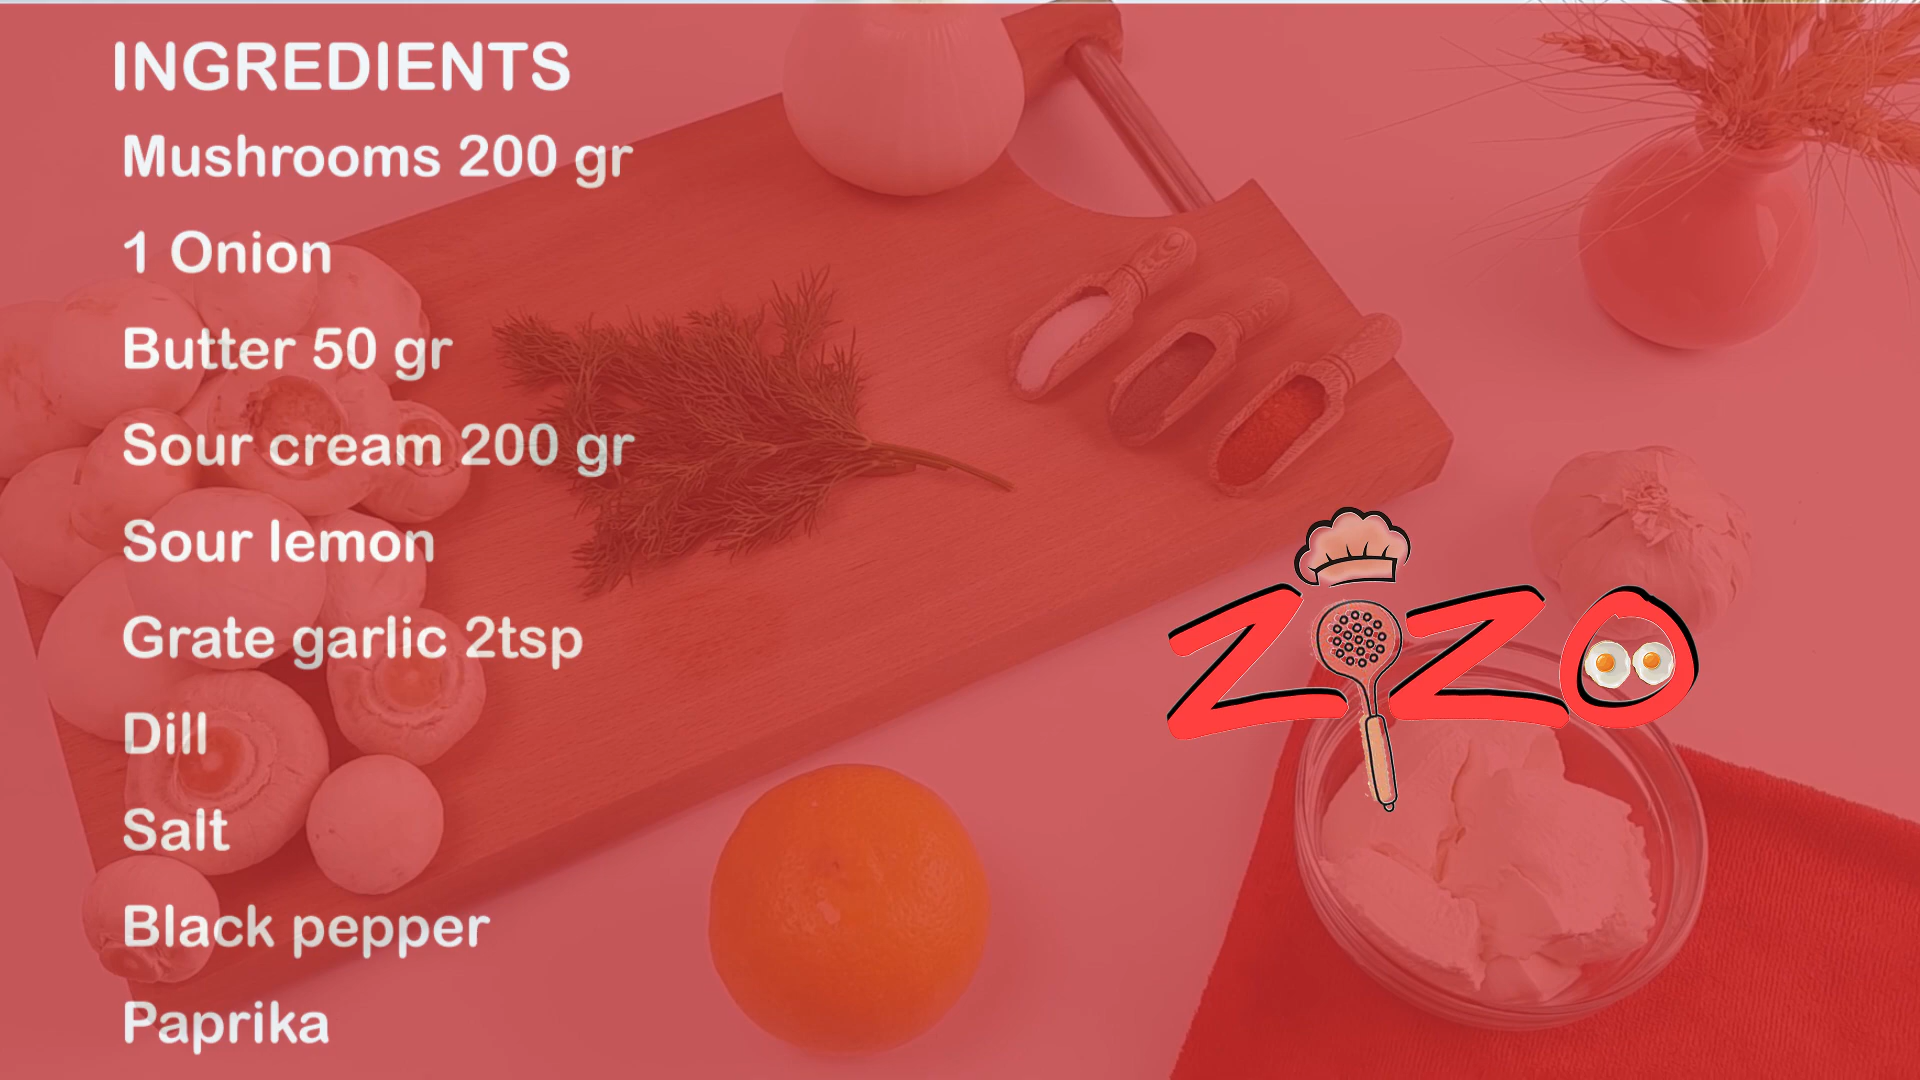 INGREDIENTS
Mushrooms 200 gr
1 Onion
Butter 50 gr
Sour cream 200 gr
Sour lemon
Grate garlic 2tsp
Dill
Salt
Black pepper
Paprika
ZiZO